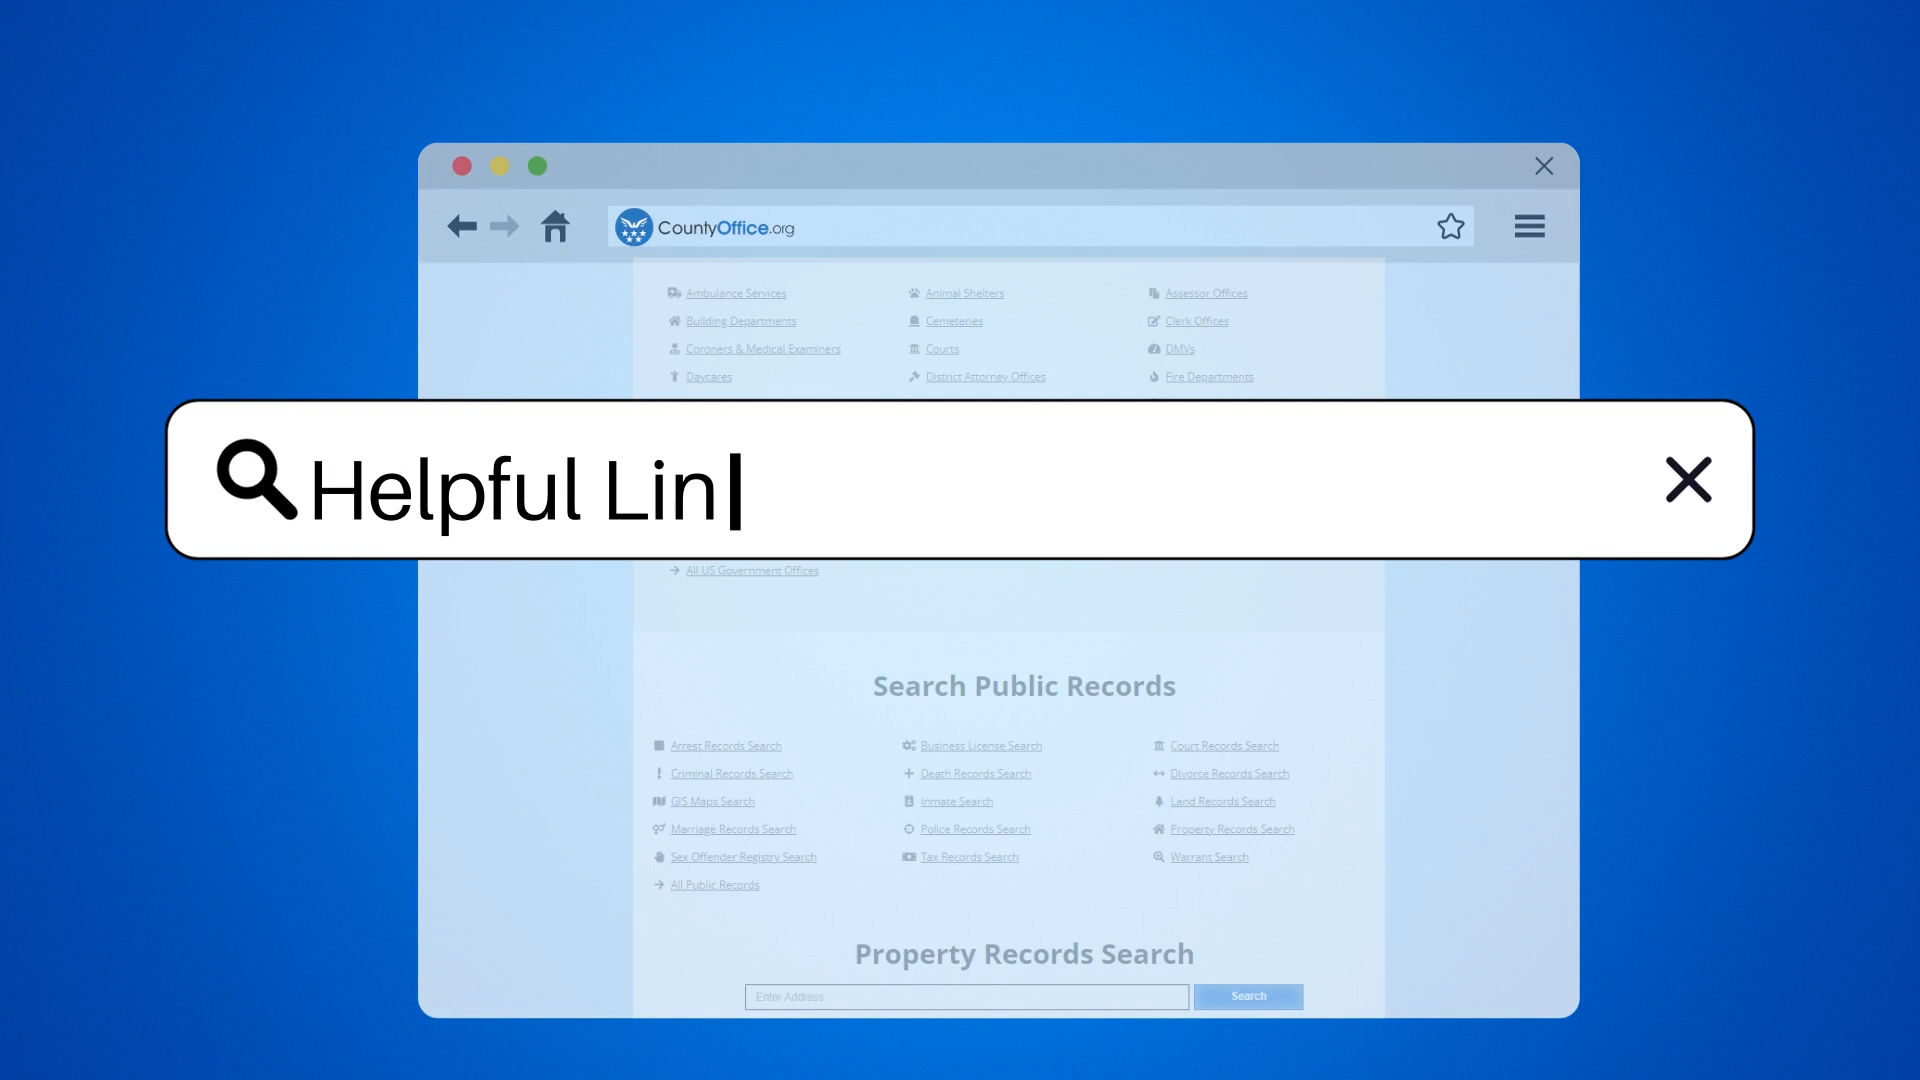 CountyOffice.org
Ambulance Services Animal Shelters Assessor Offices
Building Departments Cemeteries Clerk Offices
Coroners & Medical Examiners Courts DMVs
Daycares District Attorney Offices Fire Departments
Helpful Lin
All US Government Offices
Search Public Records
Arrest Records Search Business License Search Court Records Search
Criminal Records Search Death Records Search Divorce Records Search
GIS Maps Search Inmate Search Land Records Search
Marriage Records Search Police Records Search Property Records Search
Sex Offender Registry Search Tax Records Search Warrant Search
All Public Records
Property Records Search
Enter Address Search